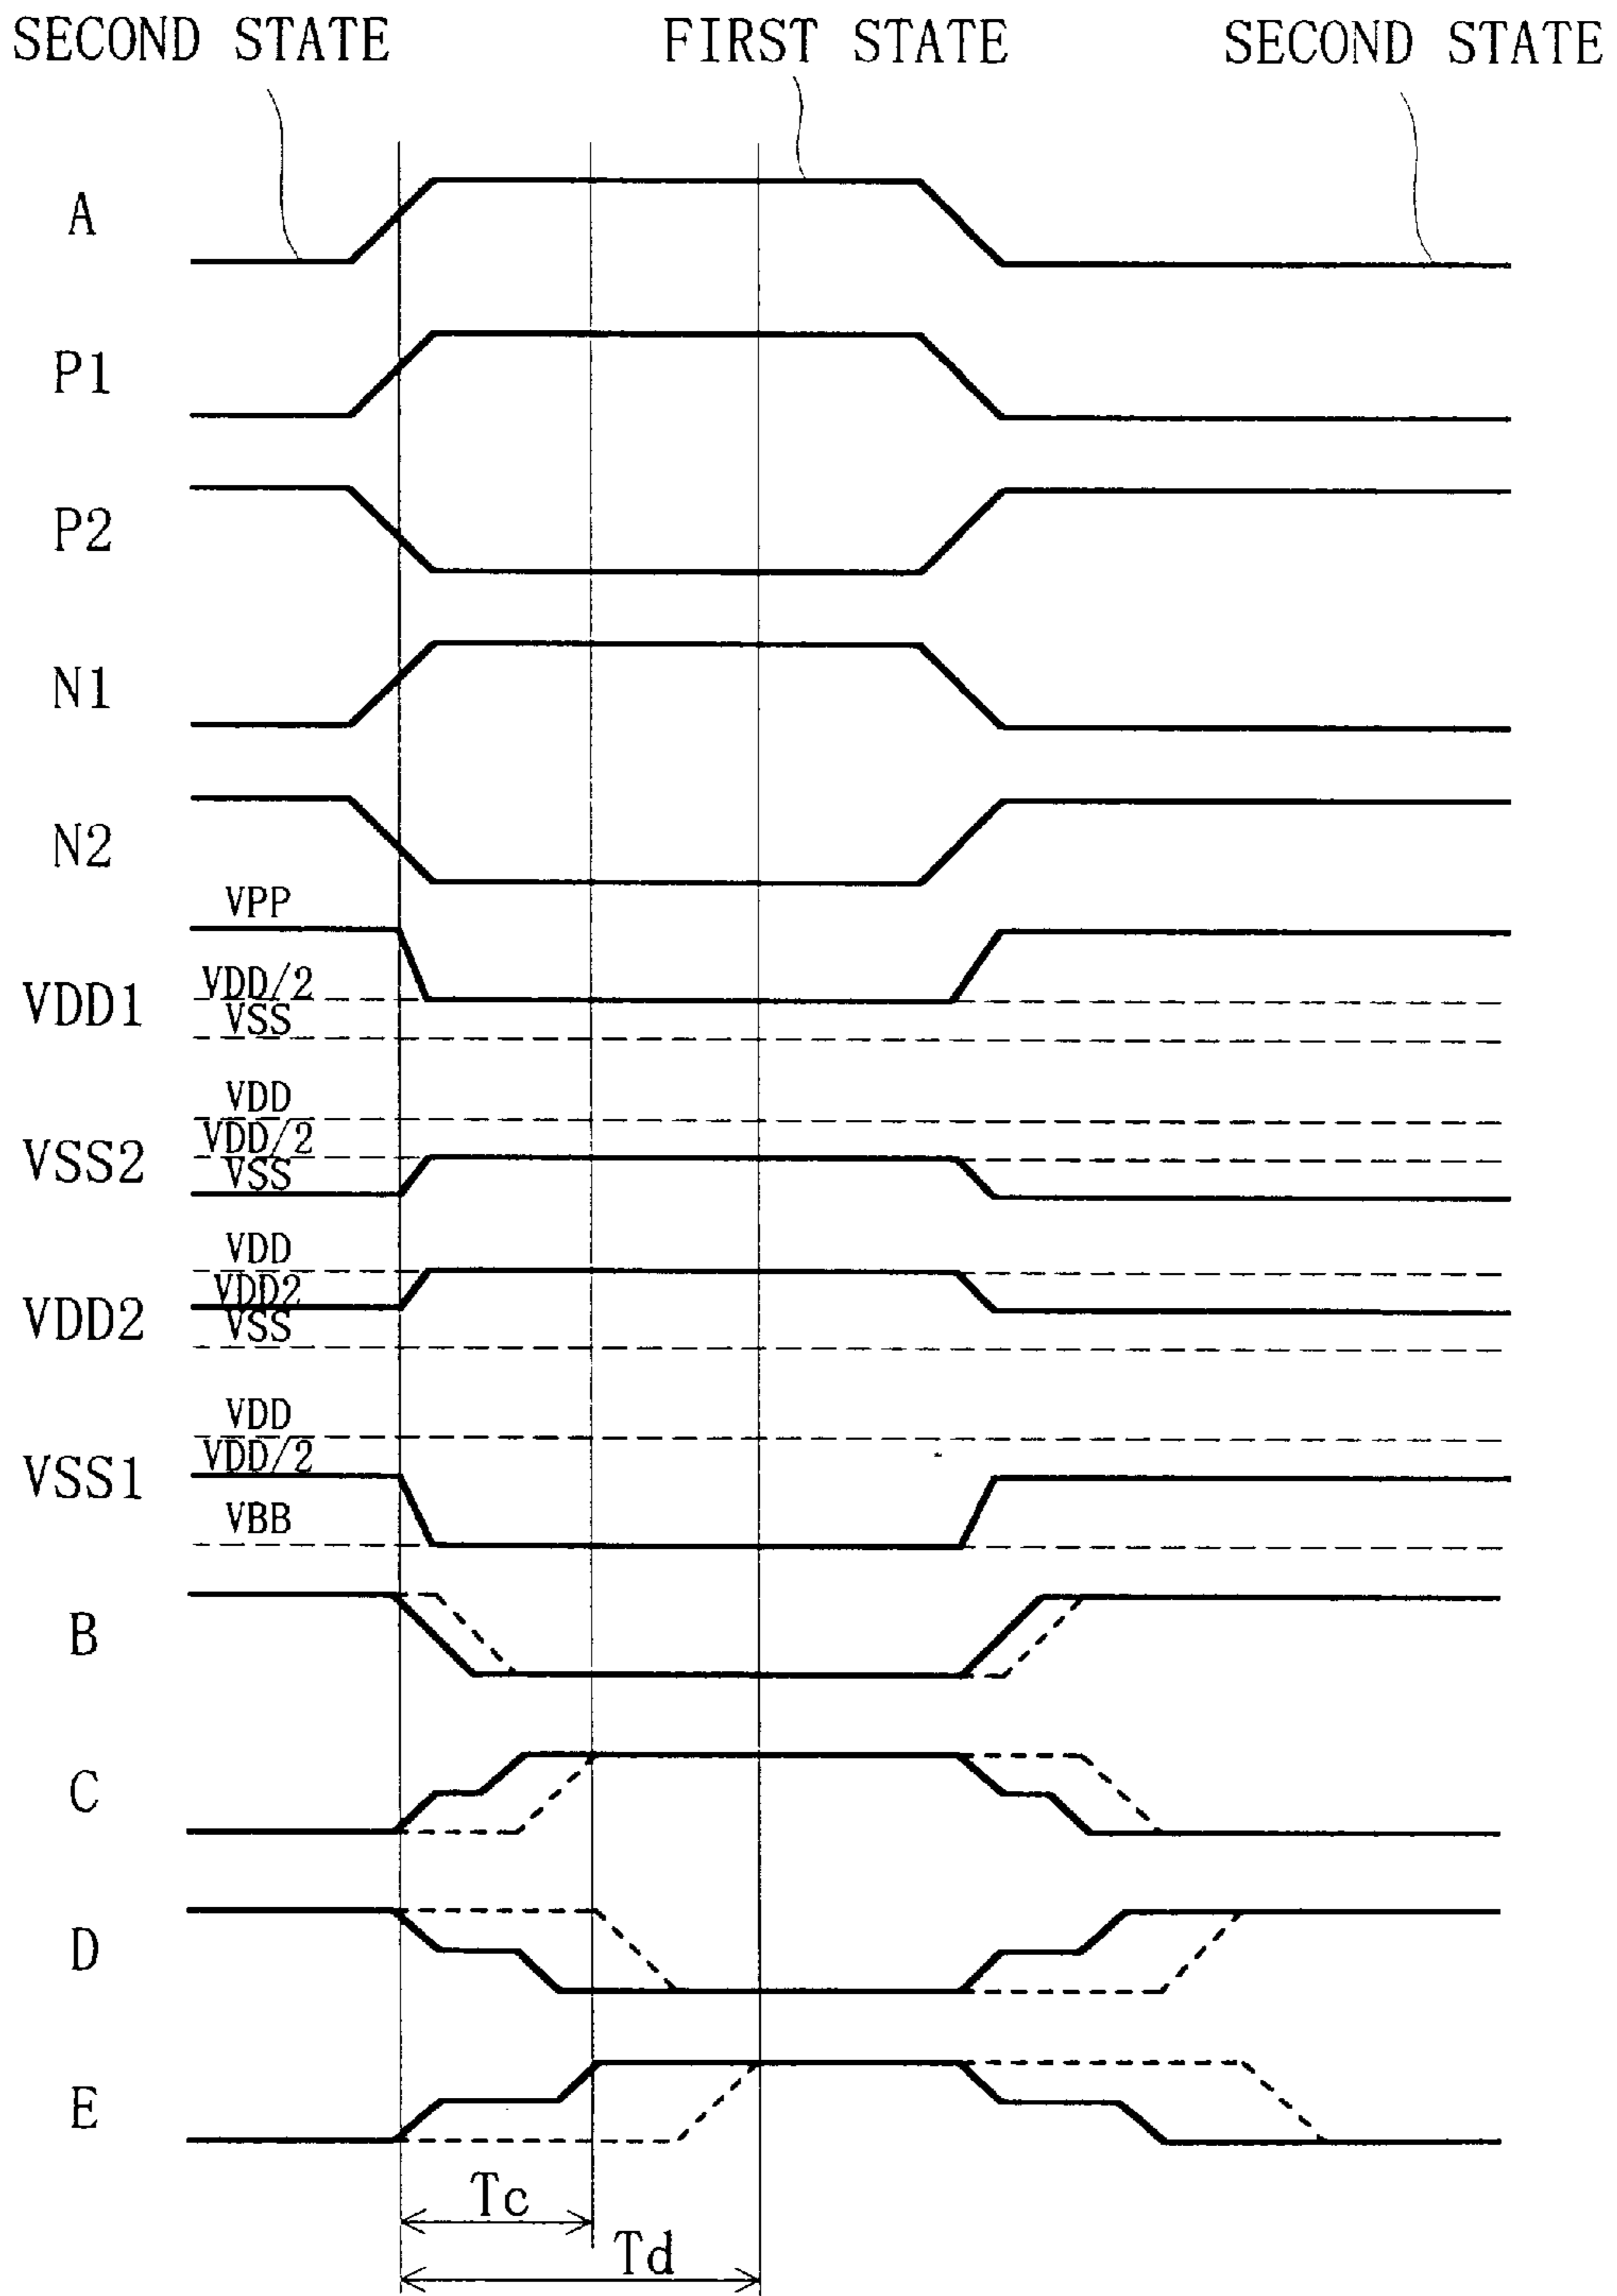 SECOND STATE FIRST STATE SECOND STATE
A
P1
P2
N1
N2
VPP
VDD/2
VDD1
VSS
VDD
VDD/2
VSS2
VSS
VDD
VDD2
VDD2
VSS
VDD
VDD/2
VSS1
VBB
B
C
D
E
Tc
Td